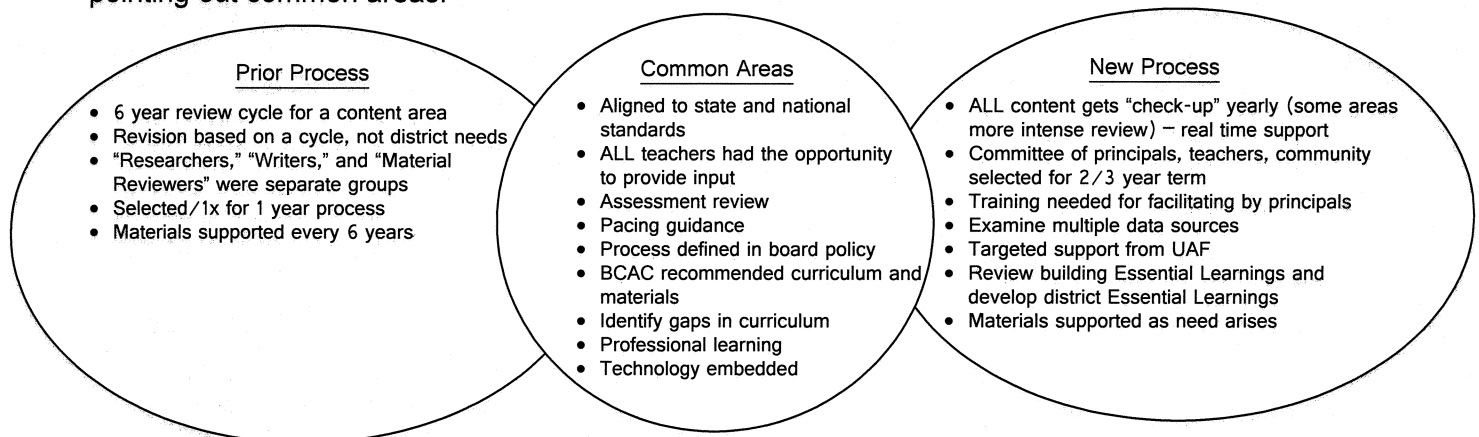 pointing out common areas.
Prior Process
• 6 year review cycle for a content area
• Revision based on a cycle, not district needs
• “Researchers,” “Writers,” and “Material
Reviewers” were separate groups
• Selected/1x for 1 year process
• Materials supported every 6 years
Common Areas
• Aligned to state and national
standards
• ALL teachers had the opportunity
to provide input
• Assessment review
• Pacing guidance
• Process defined in board policy
• BCAC recommended curriculum and
materials
• Identify gaps in curriculum
• Professional learning
• Technology embedded
New Process
• ALL content gets “check-up” yearly (some areas
more intense review) – real time support
• Committee of principals, teachers, community
selected for 2/3 year term
• Training needed for facilitating by principals
• Examine multiple data sources
• Targeted support from UAF
• Review building Essential Learnings and
develop district Essential Learnings
• Materials supported as need arises